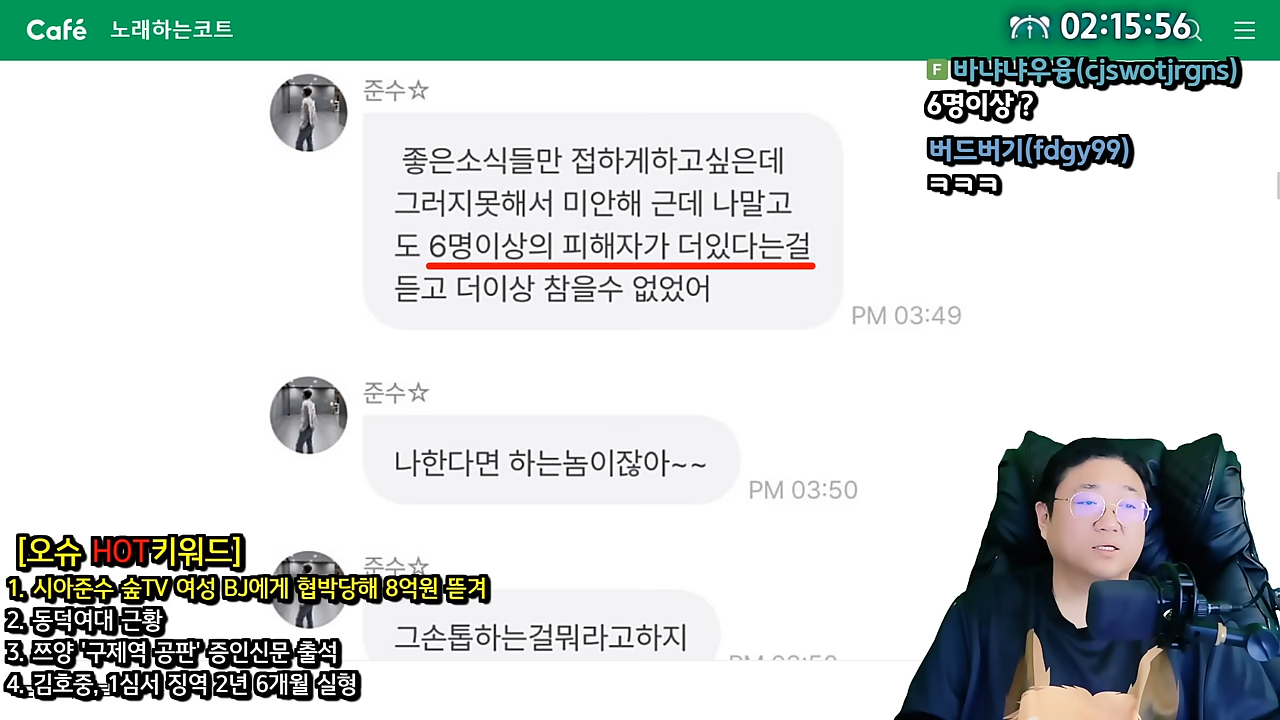 Café 노래하는코트
02:15:56
F 바냐냐우융(cjswotjrgns)
6명이상?
버드버기(fdgy99)
ㅋㅋㅋ
준수☆
좋은소식들만 접하게하고싶은데
그러지못해서 미안해 근데 나말고
도 6명이상의 피해자가 더있다는걸
듣고 더이상 참을수 없었어
PM 03:49
준수☆
나한다면 하는놈이잖아~~
PM 03:50
준수☆
그손톱하는걸뭐라고하지
PM 03:50
[오슈 HOT키워드]
1. 시아준수 숲TV 여성 BJ에게 협박당해 8억원 뜯겨
2. 동덕여대 근황
3. 쯔양 '구제역 공판' 증인신문 출석
4. 김호중, 1심서 징역 2년 6개월 실형